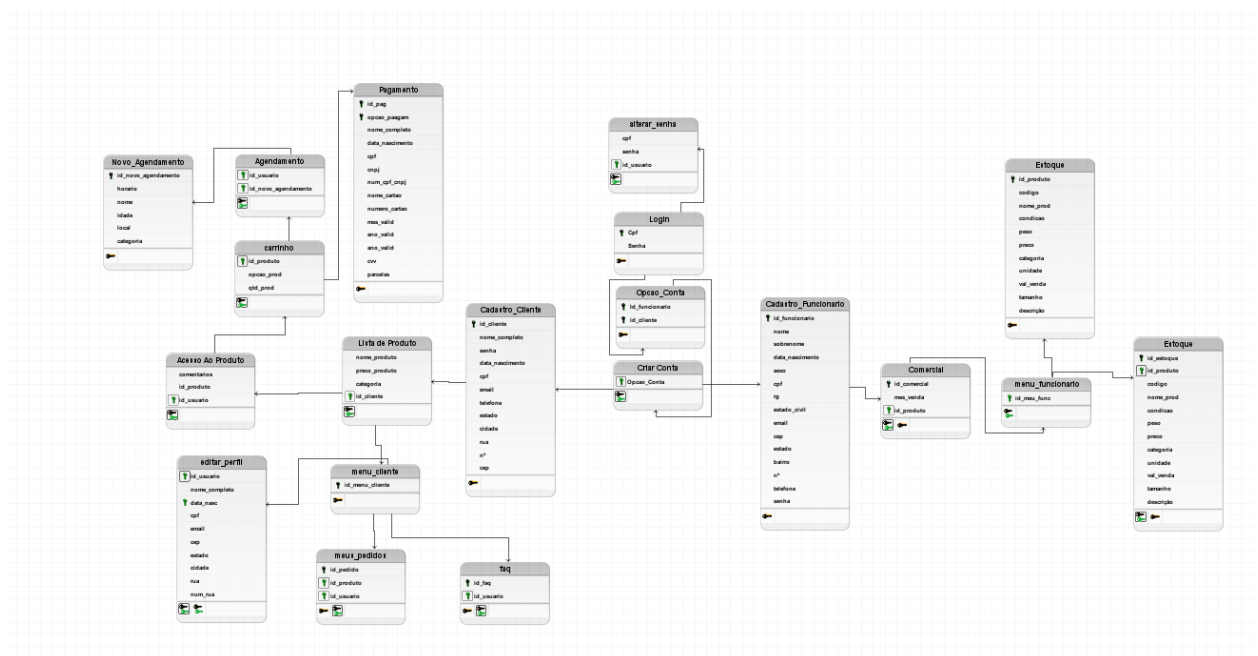 Pagamento
id_pag
opcao_paagam
nome_completo
data_nascimento
cpf
cnpj
num_cpf_cnpj
nome_cartao
numero_cartao
mes_valid
ano_valid
ano_valid
cvv
parcelas
Novo_Agendamento
id_novo_agendamento
horario
nome
idade
local
categoria
Agendamento
id_usuario
id_novo_agendamento
carrinho
id_produto
opcao_prod
qtd_prod
Acesso Ao Produto
comentarios
id_produto
id_usuario
Lista de Produto
nome_produto
preco_produto
categoria
id_cliente
editar_perfil
id_usuario
nome_completo
data_nasc
cpf
email
cep
estado
cidade
rua
num_rua
menu_cliente
id_menu_cliente
meus_pedidos
id_pedido
id_produto
id_usuario
faq
id_faq
id_usuario
Cadastro_Cliente
id_cliente
nome_completo
senha
data_nascimento
cpf
email
telefone
estado
cidade
rua
n°
cep
alterar_senha
cpf
senha
id_usuario
Login
Cpf
Senha
Opcao_Conta
id_funcionario
id_cliente
Criar Conta
Opcao_Conta
Cadastro_Funcionario
id_funcionario
nome
sobrenome
data_nascimento
sexo
cpf
rg
estado_civil
email
cep
estado
bairro
n°
telefone
senha
Comercial
id_comercial
mes_venda
id_produto
menu_funcionario
id_meu_func
Estoque
id_produto
codigo
nome_prod
condicao
peso
preco
categoria
unidade
val_venda
tamanho
descrição
Estoque
id_estoque
id_produto
codigo
nome_prod
condicao
peso
preco
categoria
unidade
val_venda
tamanho
descrição